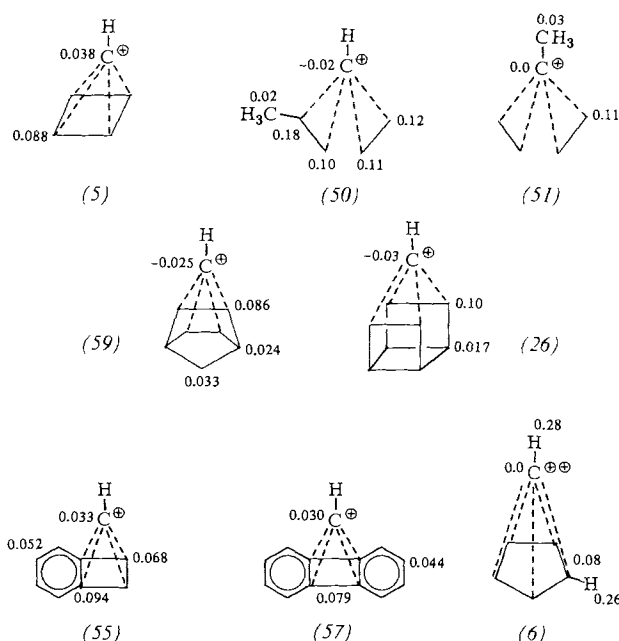 H
0.038 C ⊕
0.088
(5)
H
~0.02 C ⊕
0.02
H₃C
0.18
0.12
0.10
0.11
(50)
0.03
CH₃
0.0 C ⊕
0.11
(51)
H
~0.025 C ⊕
0.086
0.024
0.033
(59)
H
~0.03 C ⊕
0.10
0.017
(26)
H
0.033 C ⊕
0.052
0.068
0.094
(55)
H
0.030 C ⊕
0.044
0.079
(57)
0.28
H
0.0 C ⊕⊕
0.08
H
0.26
(6)